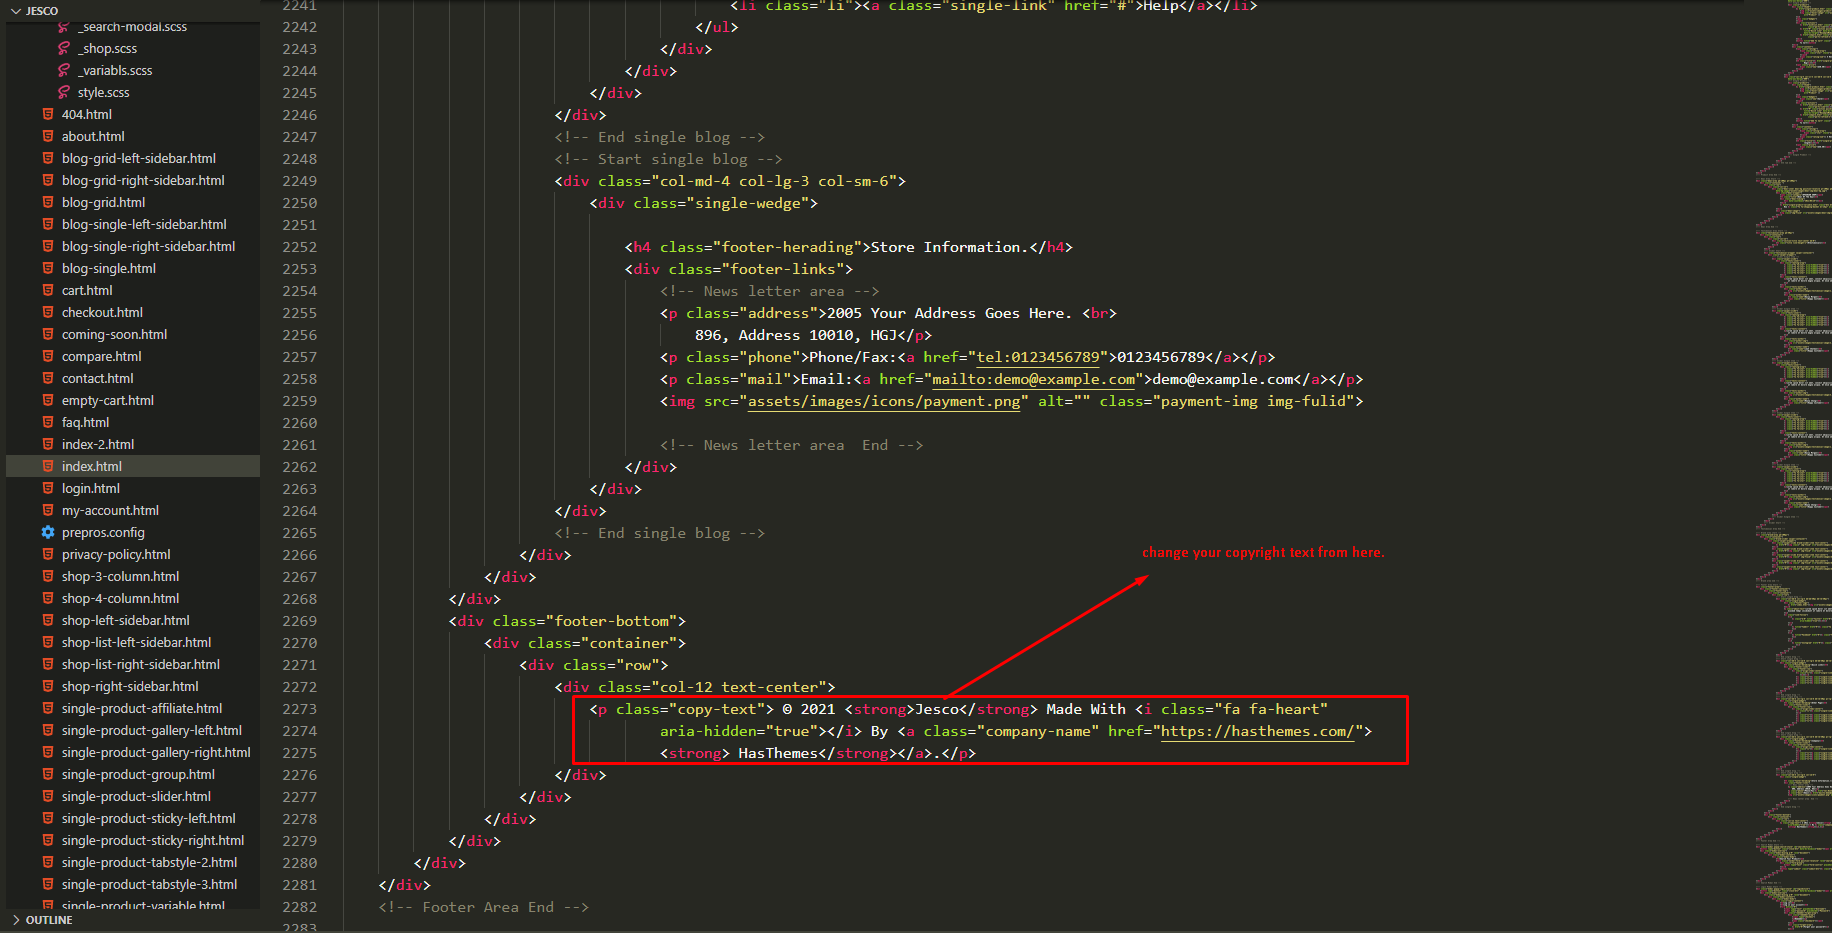 JESCO
_search-modal.scss
_shop.scss
_variabls.scss
style.scss
404.html
about.html
blog-grid-left-sidebar.html
blog-grid-right-sidebar.html
blog-grid.html
blog-single-left-sidebar.html
blog-single-right-sidebar.html
blog-single.html
cart.html
checkout.html
coming-soon.html
compare.html
contact.html
empty-cart.html
faq.html
index-2.html
index.html
login.html
my-account.html
prepros.config
privacy-policy.html
shop-3-column.html
shop-4-column.html
shop-left-sidebar.html
shop-list-left-sidebar.html
shop-list-right-sidebar.html
shop-right-sidebar.html
single-product-affiliate.html
single-product-gallery-left.html
single-product-gallery-right.html
single-product-group.html
single-product-slider.html
single-product-sticky-left.html
single-product-sticky-right.html
single-product-tabstyle-2.html
single-product-tabstyle-3.html
single-product-variable.html
OUTLINE
2241 <li class="li"><a class="single-link" href="#">Help</a></li>
2242 </ul>
2243 </div>
2244 </div>
2245 </div>
2246 </div>
2247 <!-- End single blog -->
2248 <!-- Start single blog -->
2249 <div class="col-md-4 col-lg-3 col-sm-6">
2250 <div class="single-wedge">
2251
2252 <h4 class="footer-herading">Store Information.</h4>
2253 <div class="footer-links">
2254 <!-- News letter area -->
2255 <p class="address">2005 Your Address Goes Here. <br>
2256 896, Address 10010, HGJ</p>
2257 <p class="phone">Phone/Fax:<a href="tel:0123456789">0123456789</a></p>
2258 <p class="mail">Email:<a href="mailto:demo@example.com">demo@example.com</a></p>
2259 <img src="assets/images/icons/payment.png" alt="" class="payment-img img-fulid">
2260
2261 <!-- News letter area  End -->
2262 </div>
2263 </div>
2264 </div>
2265 <!-- End single blog -->
2266 </div>
change your copyright text from here.
2267 </div>
2268 </div>
2269 <div class="footer-bottom">
2270 <div class="container">
2271 <div class="row">
2272 <div class="col-12 text-center">
2273 <p class="copy-text"> © 2021 <strong>Jesco</strong> Made With <i class="fa fa-heart"
2274 aria-hidden="true"></i> By <a class="company-name" href="https://hasthemes.com/">
2275 <strong> HasThemes</strong></a>.</p>
2276 </div>
2277 </div>
2278 </div>
2279 </div>
2280 </div>
2281 </div>
2282 <!-- Footer Area End -->
2283